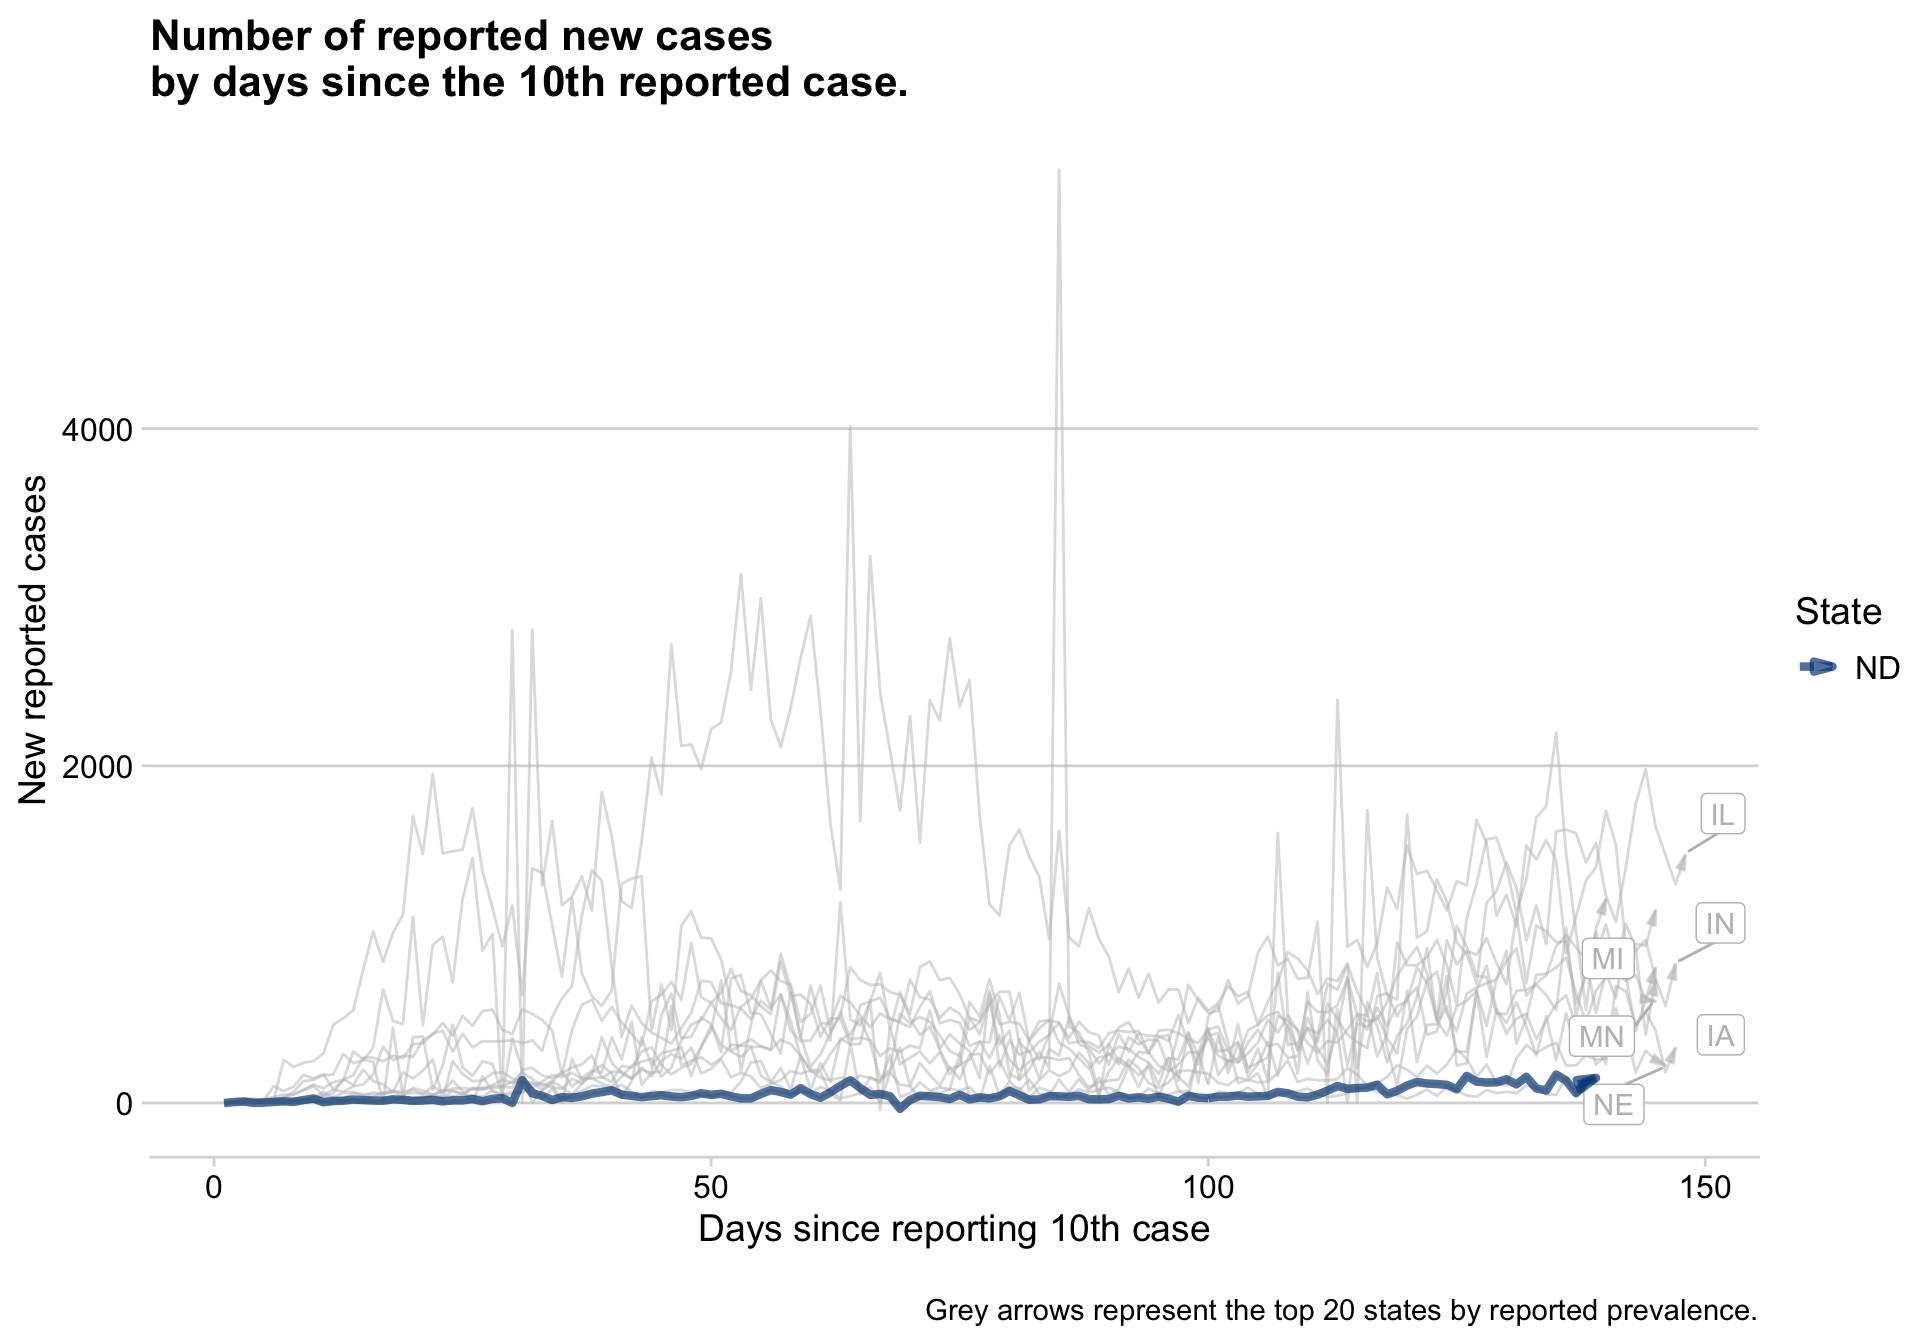 Number of reported new cases
by days since the 10th reported case.
New reported cases
4000
2000
0
IL
IN
MI
MN
IA
NE
State
ND
0
50
100
150
Days since reporting 10th case
Grey arrows represent the top 20 states by reported prevalence.